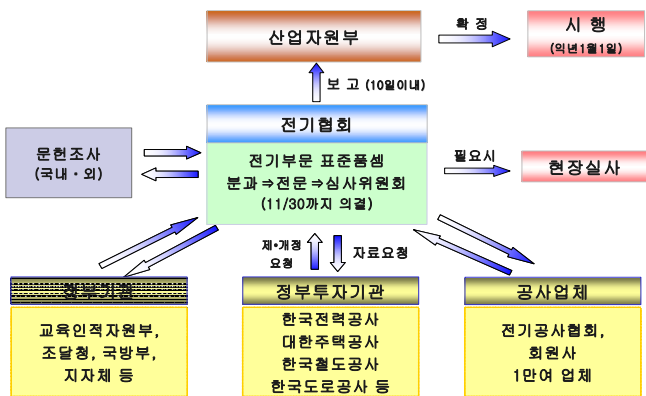 산업자원부
확 정
시 행
(익년1월1일)
보 고 (10일이내)
전기협회
문헌조사
(국내 · 외)
전기부문 표준품셈
분과⇒전문⇒심사위원회
(11/30까지 의결)
필요시
현장실사
제•개정
요청
자료요청
정부기관
정부투자기관
공사업체
교육인적자원부,
조달청, 국방부,
지자체 등
한국전력공사
대한주택공사
한국철도공사
한국도로공사 등
전기공사협회,
회원사
1만여 업체